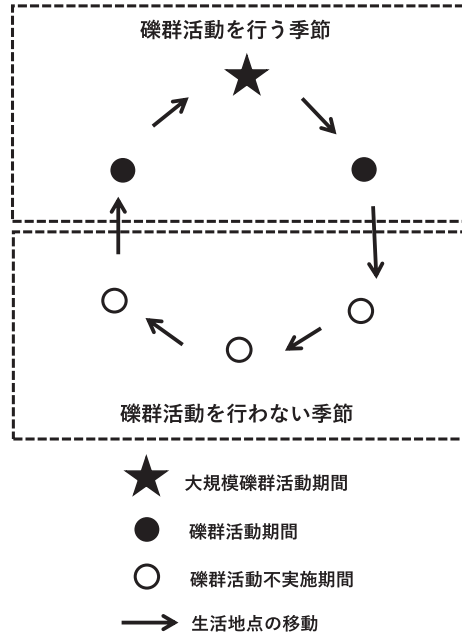 礫群活動を行う季節
礫群活動を行わない季節
大規模礫群活動期間
礫群活動期間
礫群活動不実施期間
生活地点の移動